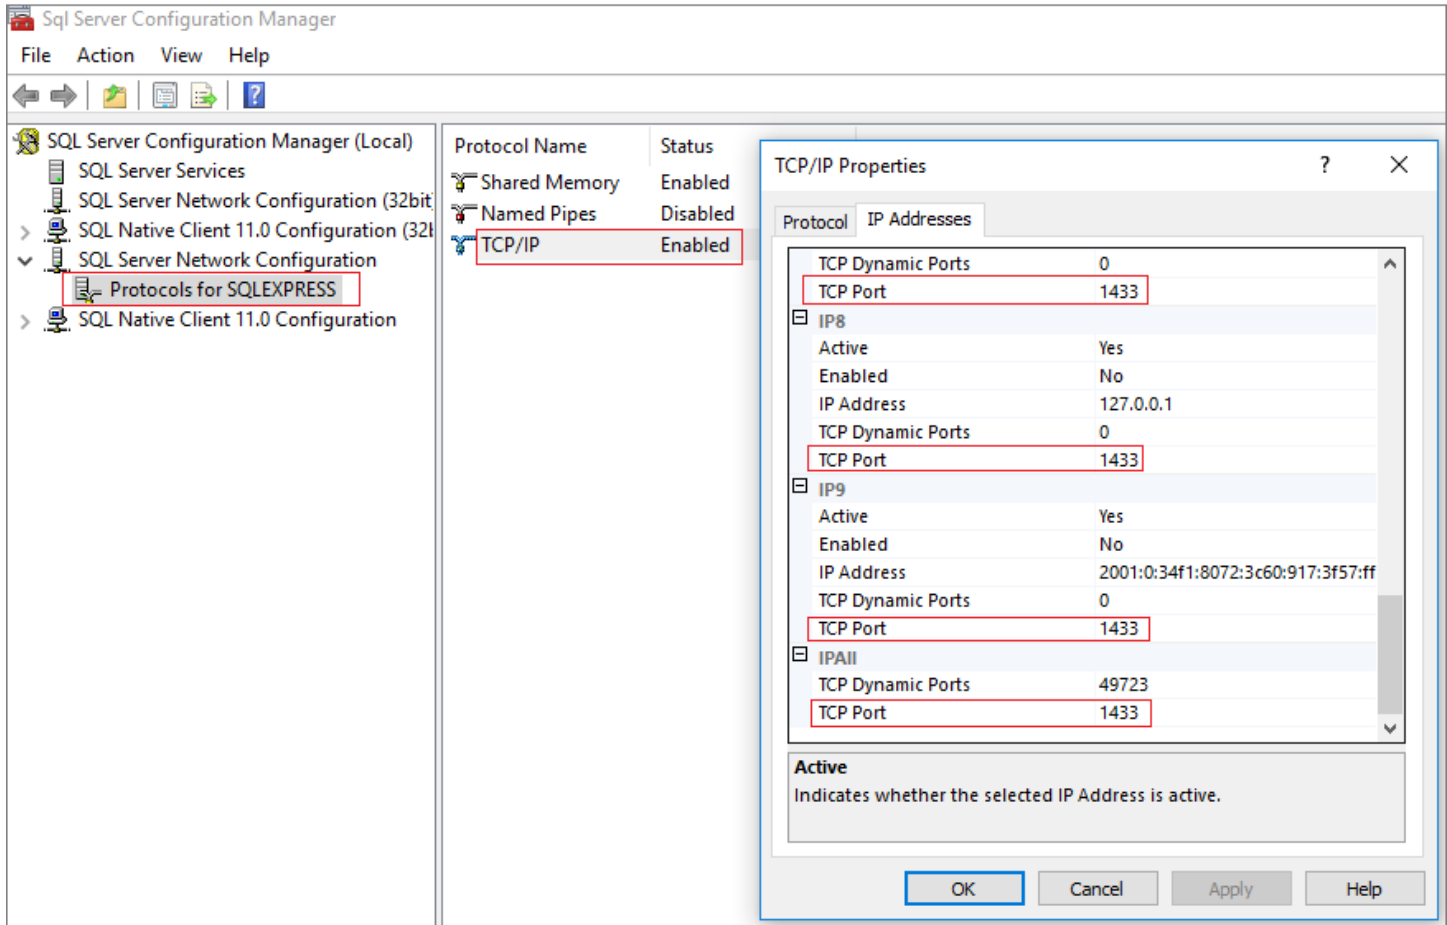 Sql Server Configuration Manager
File Action View Help
SQL Server Configuration Manager (Local)
SQL Server Services
SQL Server Network Configuration (32bit
SQL Native Client 11.0 Configuration (32
SQL Server Network Configuration
Protocols for SQLEXPRESS
SQL Native Client 11.0 Configuration
Protocol Name Status
Shared Memory Enabled
Named Pipes Disabled
TCP/IP Enabled
TCP/IP Properties ? ×
Protocol IP Addresses
TCP Dynamic Ports 0
TCP Port 1433
IP8
Active Yes
Enabled No
IP Address 127.0.0.1
TCP Dynamic Ports 0
TCP Port 1433
IP9
Active Yes
Enabled No
IP Address 2001:0:34f1:8072:3c60:917:3f57:ff
TCP Dynamic Ports 0
TCP Port 1433
IPAll
TCP Dynamic Ports 49723
TCP Port 1433
Active
Indicates whether the selected IP Address is active.
OK Cancel Apply Help